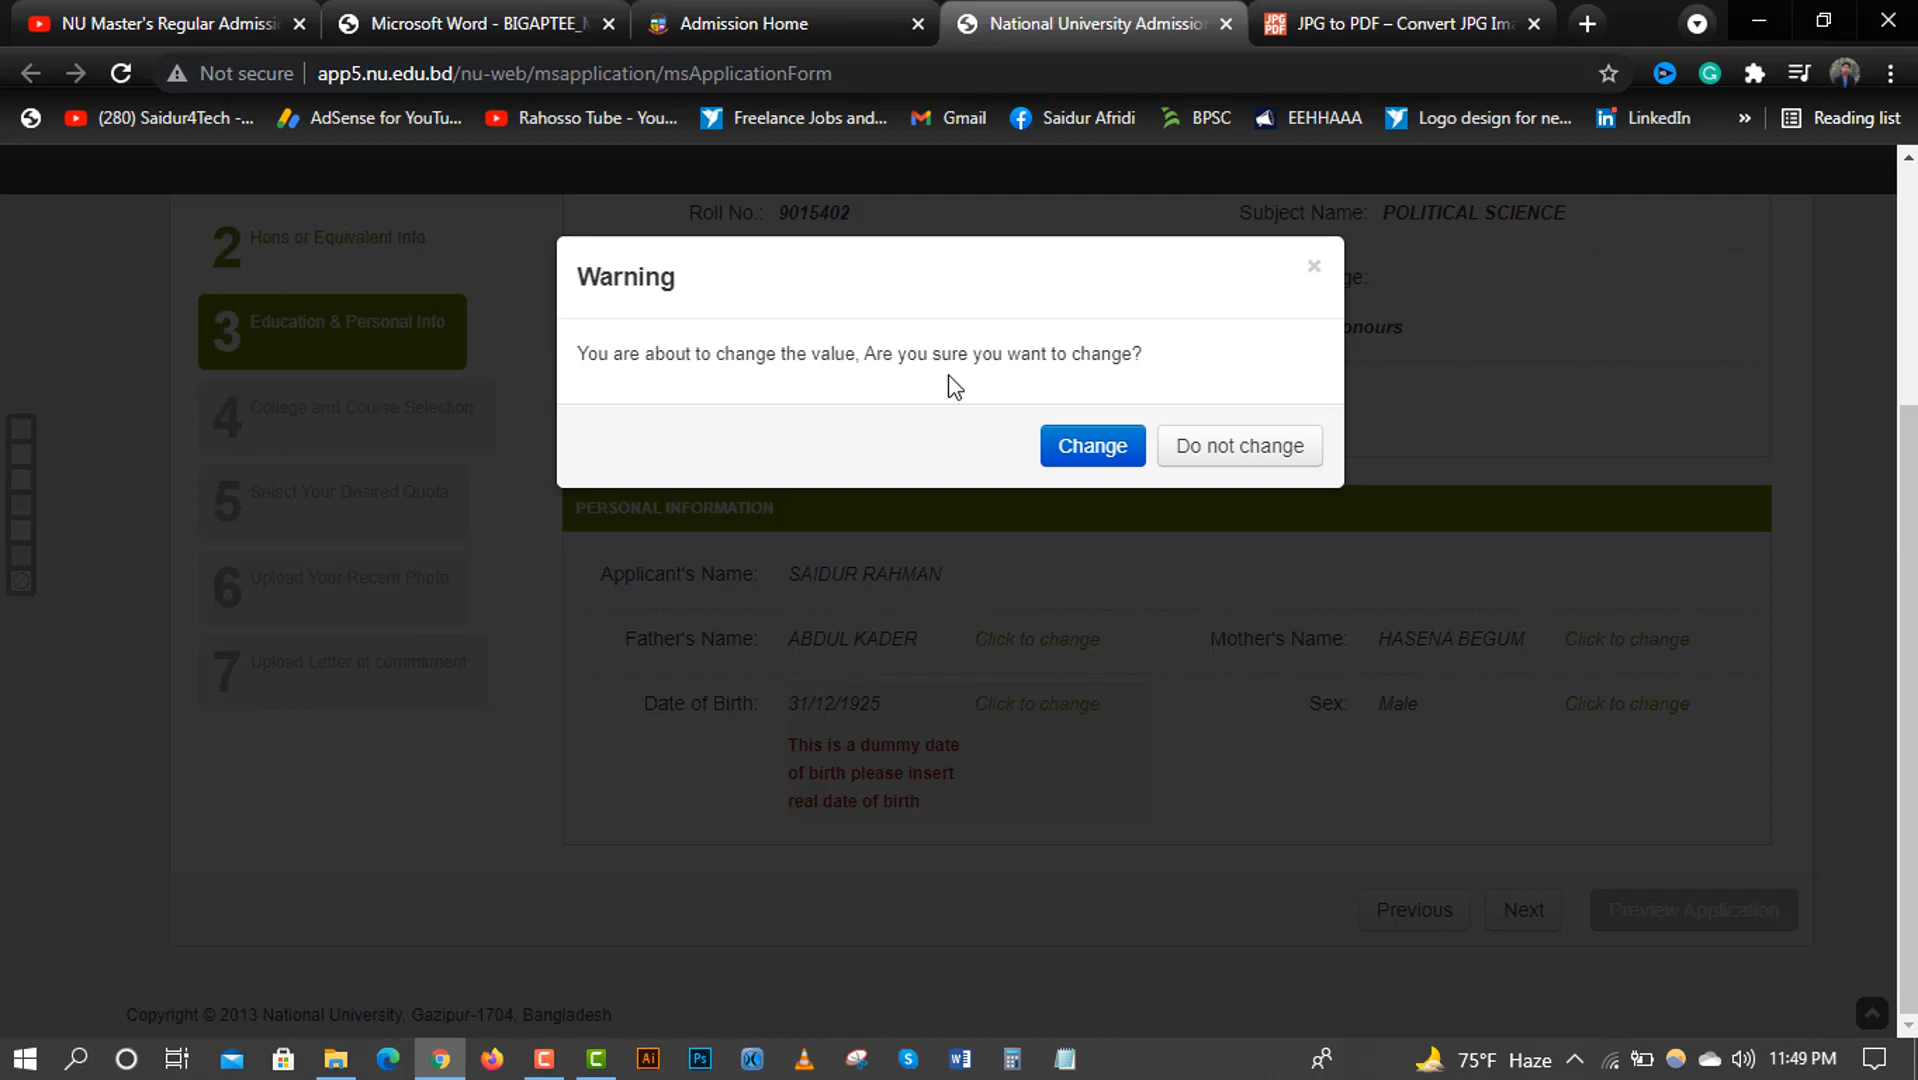 NU Master's Regular Admissi
Microsoft Word - BIGAPTEE_M
Admission Home
National University Admissio
JPG to PDF – Convert JPG Ima
Not secure
app5.nu.edu.bd/nu-web/msapplication/msApplicationForm
(280) Saidur4Tech -...
AdSense for YouTu...
Rahosso Tube - You...
Freelance Jobs and...
Gmail
Saidur Afridi
BPSC
EEHHAAA
Logo design for ne...
LinkedIn
»
Reading list
Roll No.: 9015402
Subject Name: POLITICAL SCIENCE
2 Hons or Equivalent Info
3 Education & Personal Info
4 College and Course Selection
5 Select Your Desired Quota
6 Upload Your Recent Photo
7 Upload Letter of commitment
ge:
onours
Warning
×
You are about to change the value, Are you sure you want to change?
Change
Do not change
PERSONAL INFORMATION
Applicant's Name: SAIDUR RAHMAN
Father's Name: ABDUL KADER Click to change
Mother's Name: HASENA BEGUM Click to change
Date of Birth: 31/12/1925 Click to change
Sex: Male Click to change
This is a dummy date
of birth please insert
real date of birth
Previous
Next
Preview Application
Copyright © 2013 National University, Gazipur-1704, Bangladesh
75°F Haze
11:49 PM